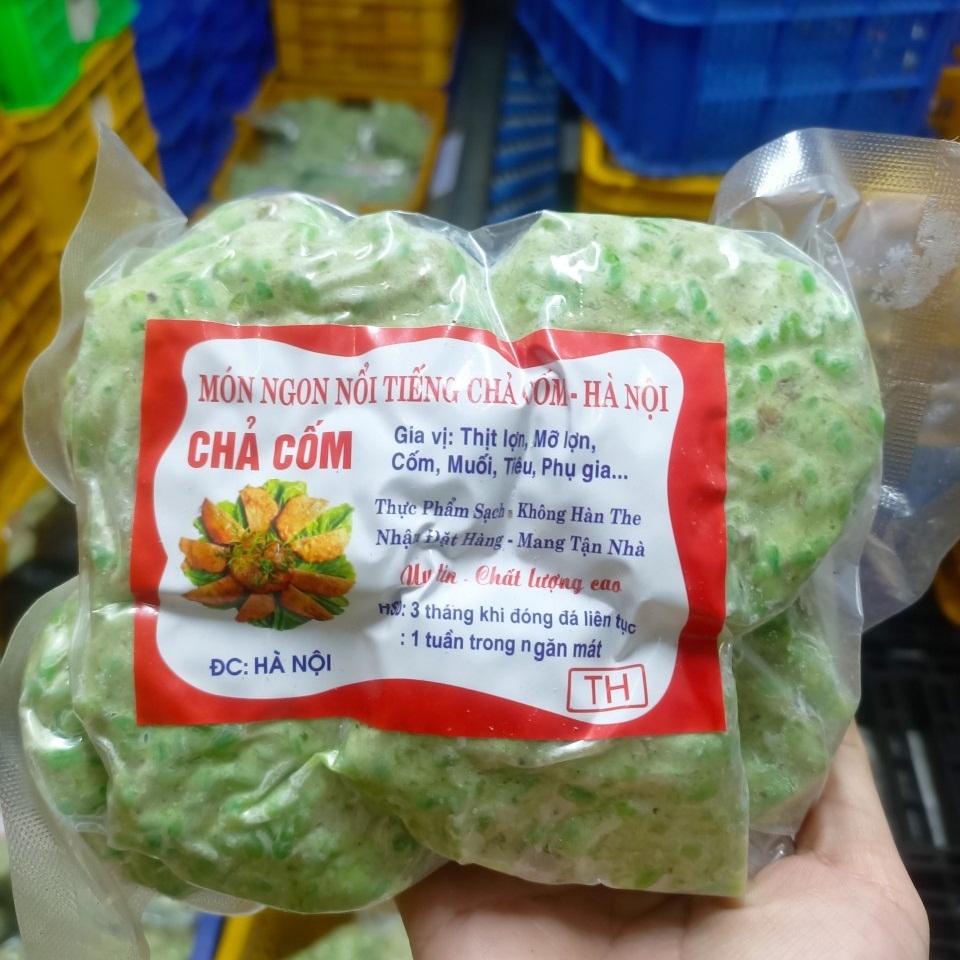 MÓN NGON NỔI TIẾNG CHẢ CỐM - HÀ NỘI
CHẢ CỐM
Gia vị: Thịt lợn, Mỡ lợn,
Cốm, Muối, Tiêu, Phụ gia...
Thực Phẩm Sạch - Không Hàn The
Nhận Đặt Hàng - Mang Tận Nhà
Uy tín - Chất lượng cao
HSD: 3 tháng khi đóng đá liên tục
: 1 tuần trong ngăn mát
ĐC: HÀ NỘI
TH